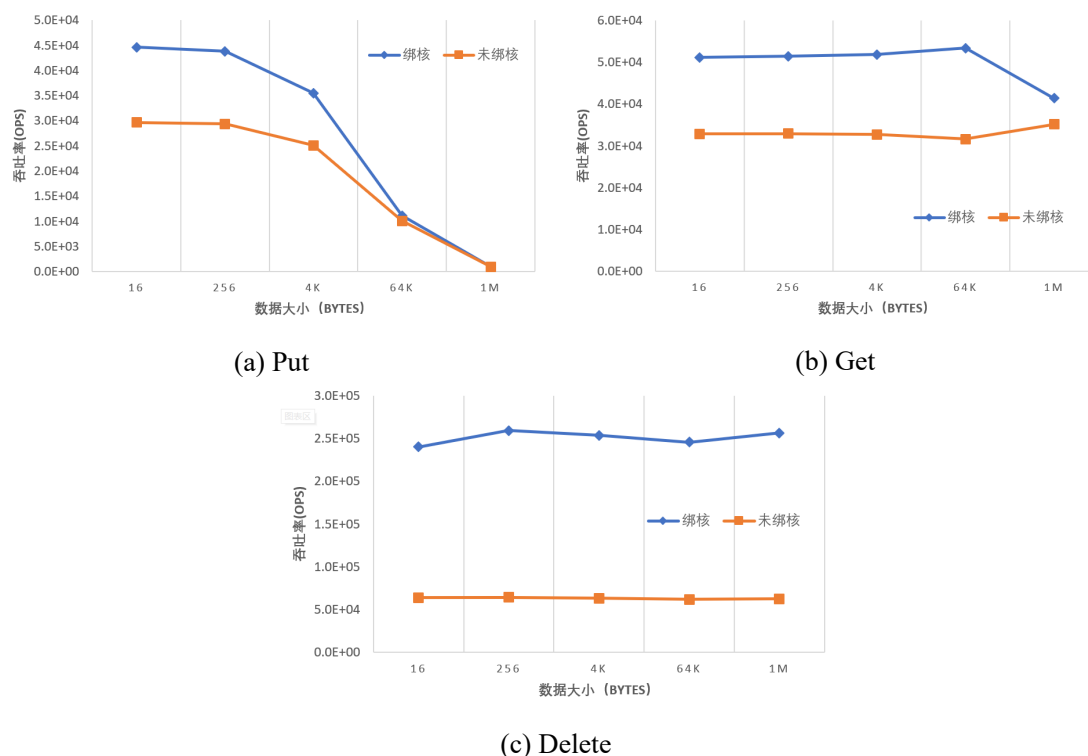 5.0E+04
4.5E+04
4.0E+04
3.5E+04
3.0E+04
2.5E+04
2.0E+04
1.5E+04
1.0E+04
5.0E+03
0.0E+00
吞吐率(OPS)
绑核 未绑核
16 256 4K 64K 1M
数据大小（BYTES）
(a) Put
6.0E+04
5.0E+04
4.0E+04
3.0E+04
2.0E+04
1.0E+04
0.0E+00
吞吐率(OPS)
绑核 未绑核
16 256 4K 64K 1M
数据大小（BYTES）
(b) Get
3.0E+05
2.5E+05
2.0E+05
1.5E+05
1.0E+05
5.0E+04
0.0E+00
图表区
吞吐率(OPS)
绑核 未绑核
16 256 4K 64K 1M
数据大小（BYTES）
(c) Delete